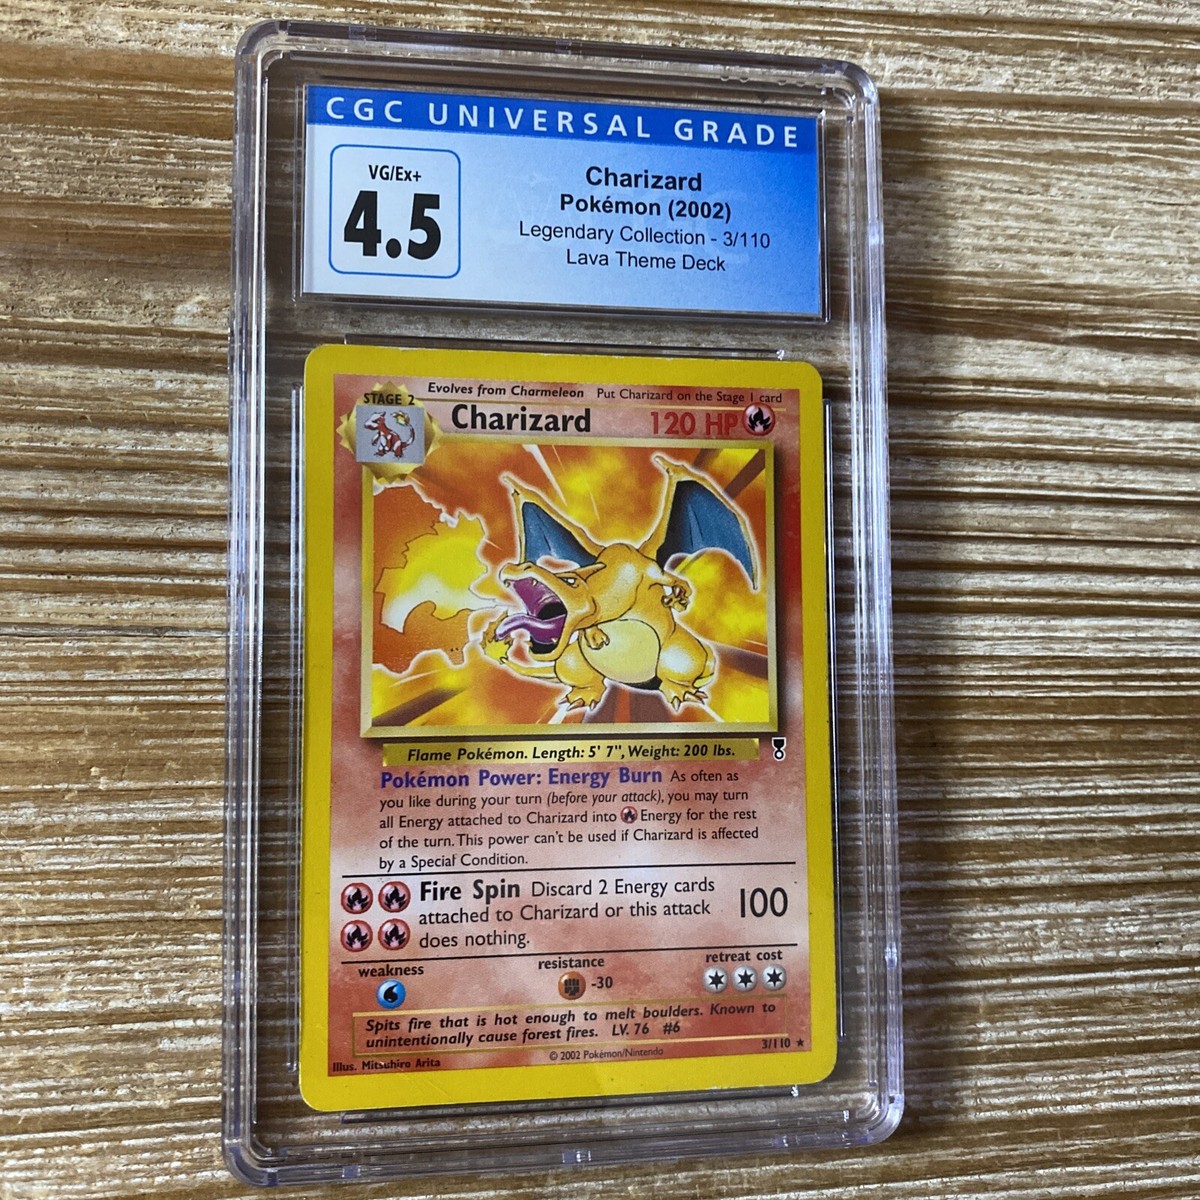 CGC UNIVERSAL GRADE
VG/Ex+
4.5
Charizard
Pokémon (2002)
Legendary Collection - 3/110
Lava Theme Deck
Evolves from Charmeleon Put Charizard on the Stage 1 card
STAGE 2
Charizard 120 HP
Flame Pokémon. Length: 5' 7", Weight: 200 lbs.
Pokémon Power: Energy Burn As often as
you like during your turn (before your attack), you may turn
all Energy attached to Charizard into Energy for the rest
of the turn. This power can't be used if Charizard is affected
by a Special Condition.
Fire Spin Discard 2 Energy cards
attached to Charizard or this attack 100
does nothing.
weakness resistance retreat cost
-30
Spits fire that is hot enough to melt boulders. Known to
unintentionally cause forest fires. LV. 76 #6
Illus. Mitsuhiro Arita © 2002 Pokémon/Nintendo 3/110 ★